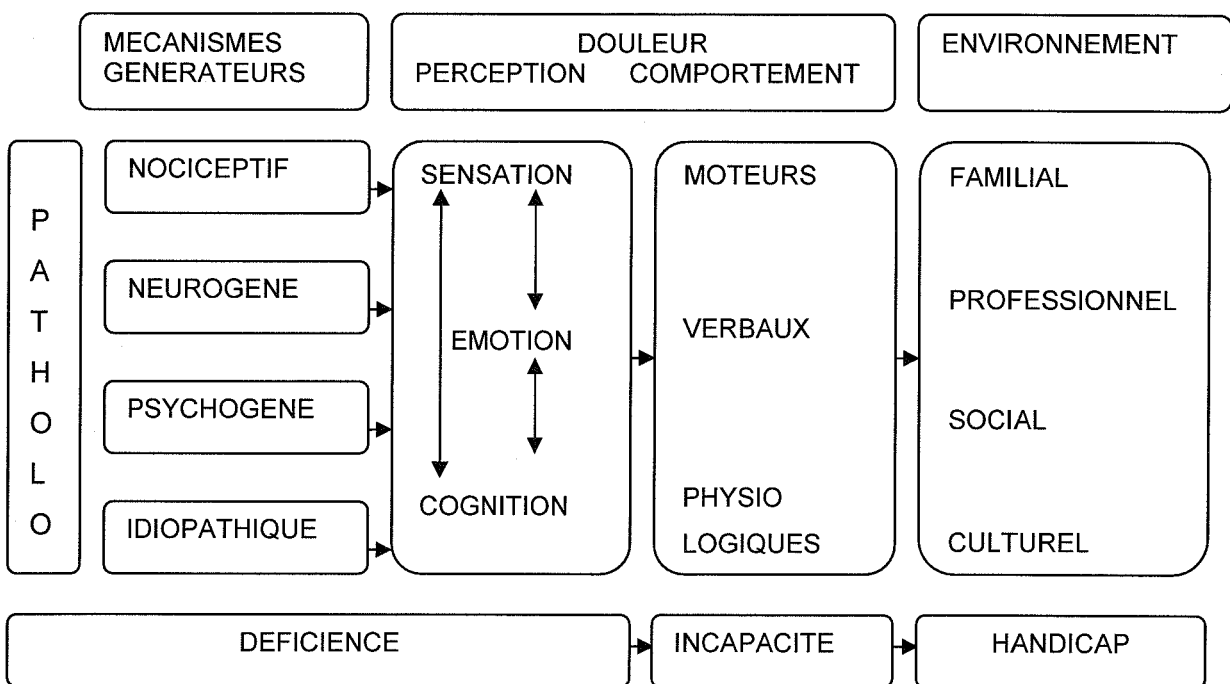 MECANISMES
GENERATEURS
DOULEUR
PERCEPTION COMPORTEMENT
ENVIRONNEMENT
P
A
T
H
O
L
O
NOCICEPTIF
NEUROGENE
PSYCHOGENE
IDIOPATHIQUE
SENSATION
EMOTION
COGNITION
MOTEURS
VERBAUX
PHYSIO
LOGIQUES
FAMILIAL
PROFESSIONNEL
SOCIAL
CULTUREL
DEFICIENCE
INCAPACITE
HANDICAP